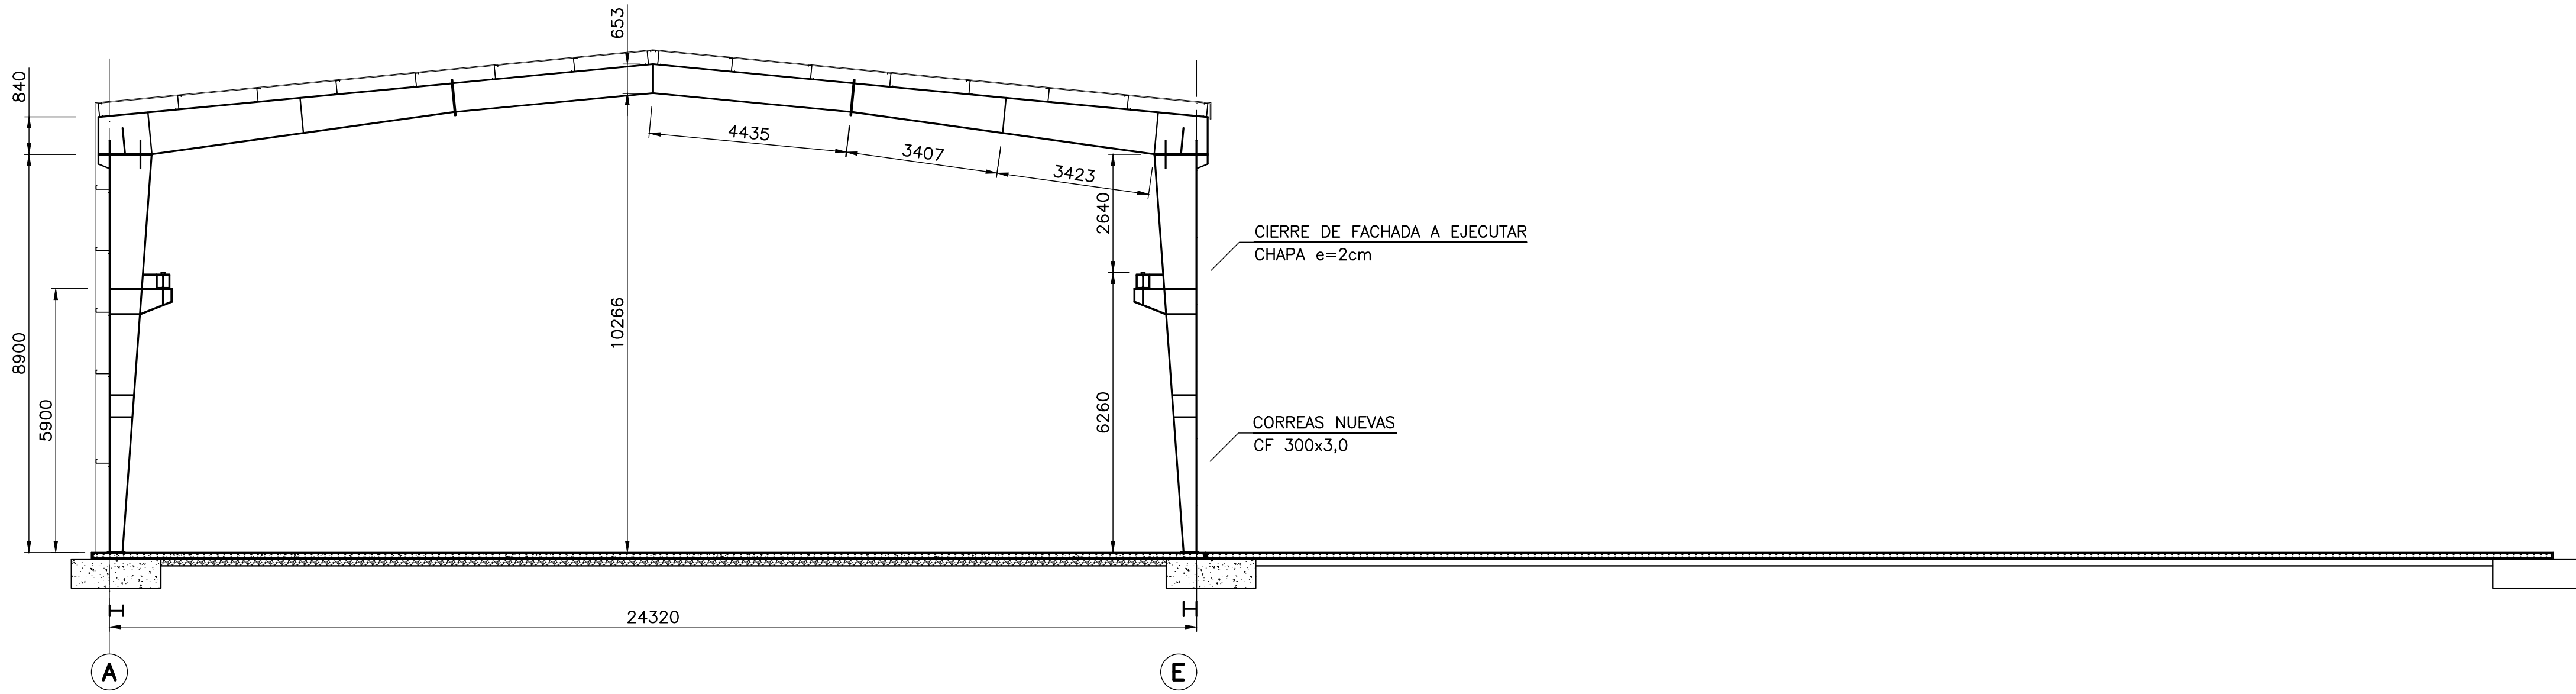 653
840
4435
3407
3423
2640
CIERRE DE FACHADA A EJECUTAR
CHAPA e=2cm
10266
8900
5900
6260
CORREAS NUEVAS
CF 300x3,0
24320
A
E